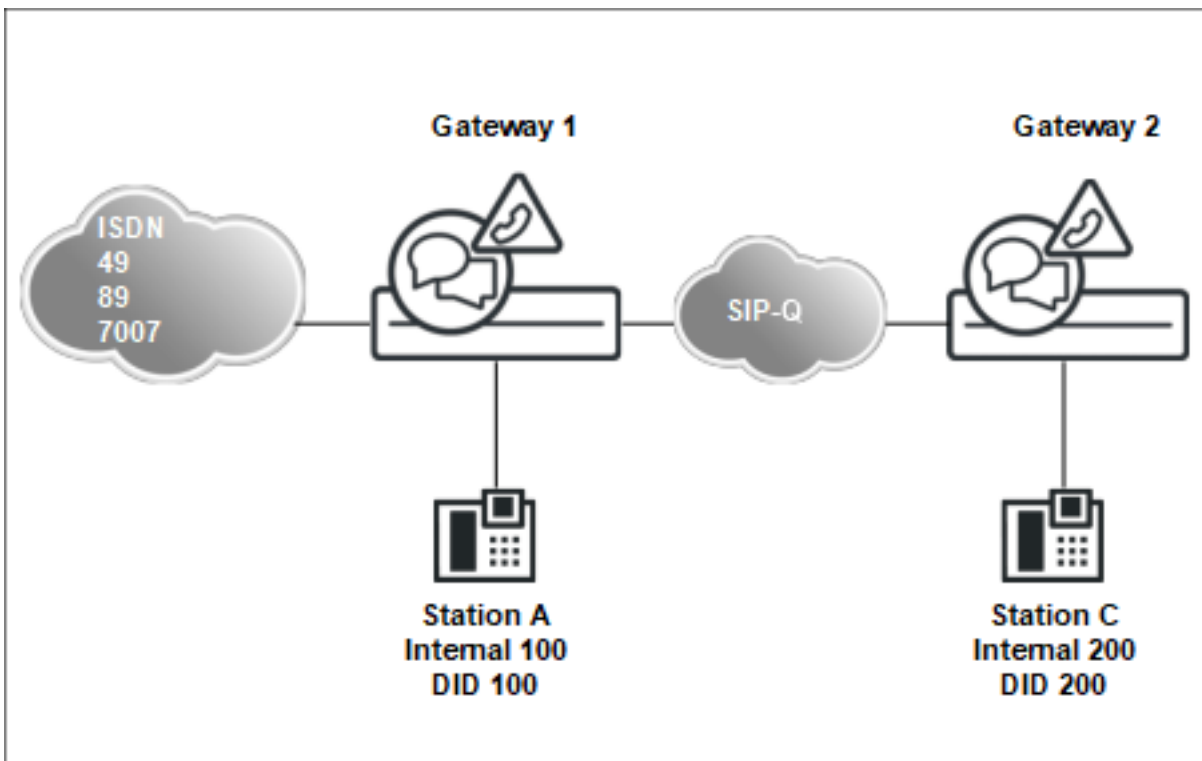 Gateway 1
Gateway 2
ISDN
49
89
7007
SIP-Q
Station A
Internal 100
DID 100
Station C
Internal 200
DID 200